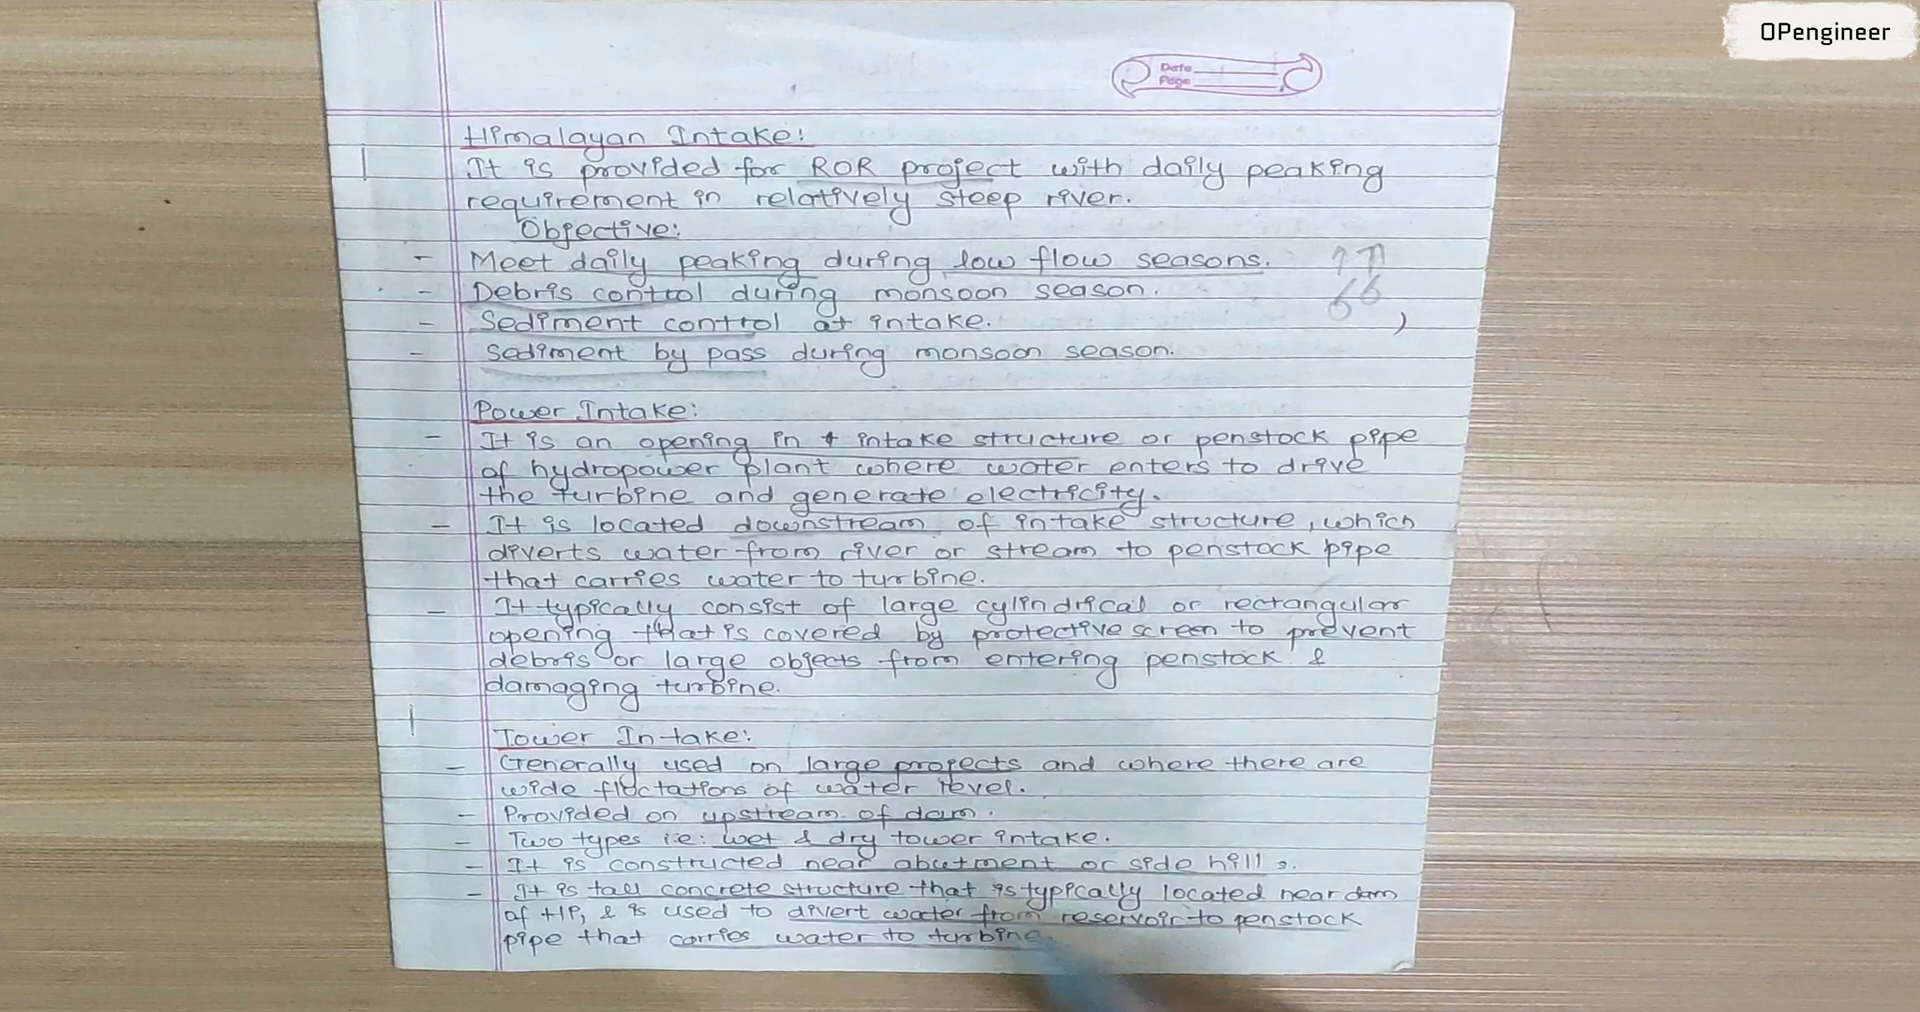 OPengineer
Date
Page
Himalayan Intake:
It is provided for ROR project with daily peaking
requirement in relatively steep river.
Objective:
- Meet daily peaking during low flow seasons.
- Debris control during monsoon season.
- Sediment control at intake.
- Sediment by pass during monsoon season.
Power Intake:
- It is an opening in intake structure or penstock pipe
of hydropower plant where water enters to drive
the turbine and generate electricity.
- It is located downstream of intake structure, which
diverts water from river or stream to penstock pipe
that carries water to turbine.
- It typically consist of large cylindrical or rectangular
opening that is covered by protective screen to prevent
debris or large objects from entering penstock &
damaging turbine.
Tower Intake:
- Generally used on large projects and where there are
wide fluctations of water level.
- Provided on upstream of dam.
- Two types i.e: wet & dry tower intake.
- It is constructed near abutment or side hills.
- It is tall concrete structure that is typically located near dam
of HP, & is used to divert water from reservoir to penstock
pipe that carries water to turbine.